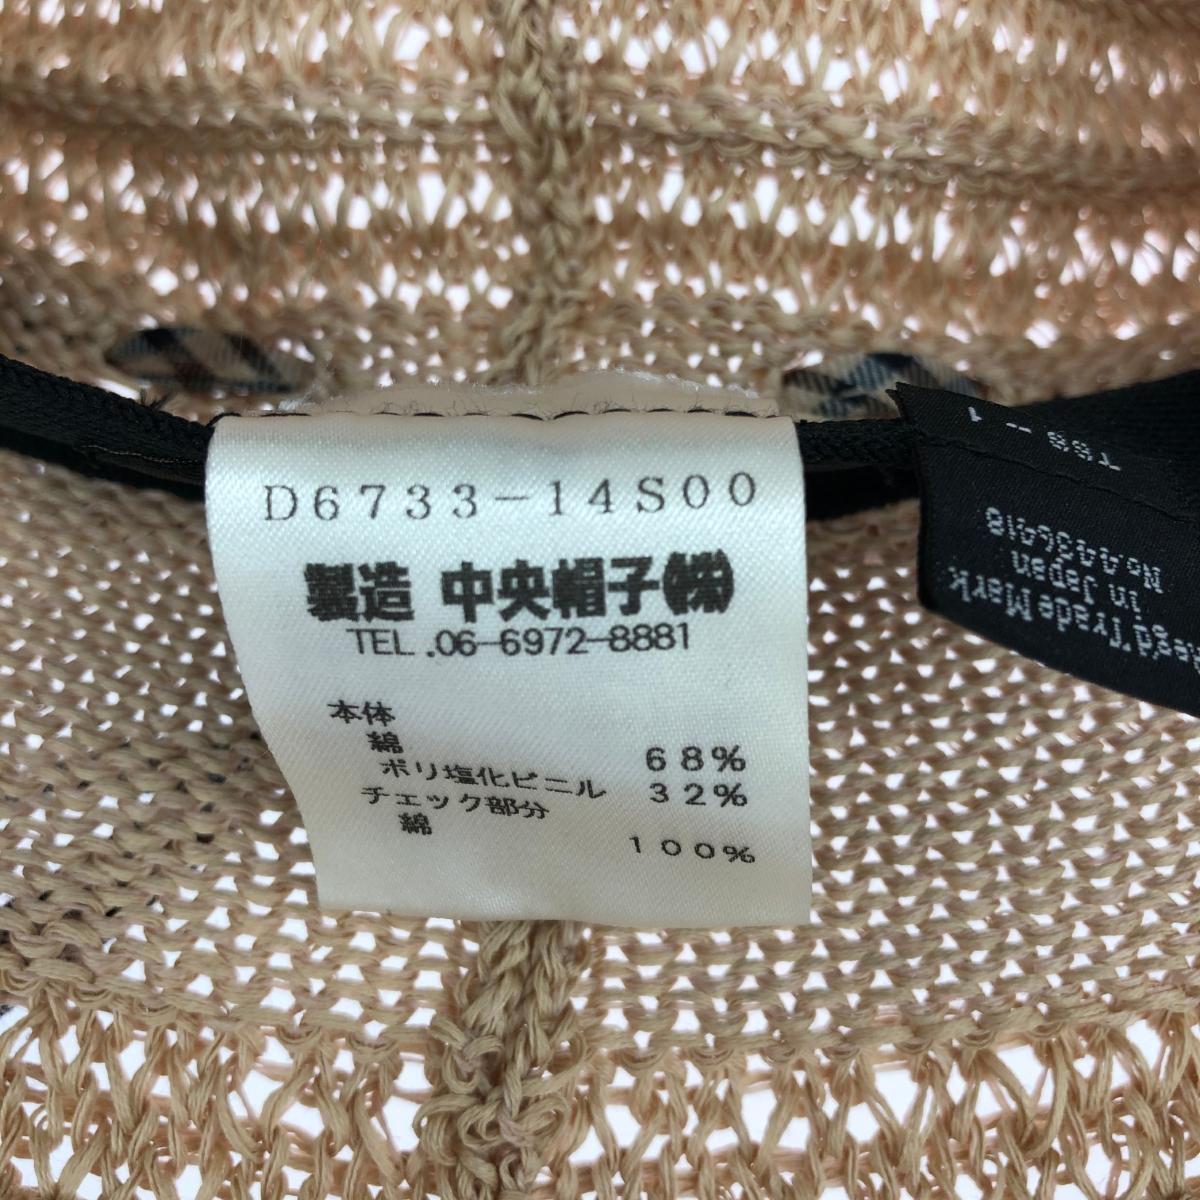 D6733-14S00
製造 中央帽子㈱
TEL.06-6972-8881
本体
綿 68%
ポリ塩化ビニル 32%
チェック部分
綿 100%
Reg'd Trade Mark
in Japan
No.4436418